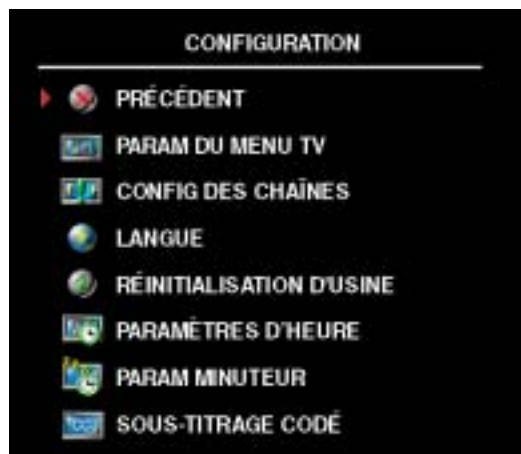 CONFIGURATION
PRÉCÉDENT
PARAM DU MENU TV
CONFIG DES CHAÎNES
LANGUE
RÉINITIALISATION D'USINE
PARAMÈTRES D'HEURE
PARAM MINUTEUR
SOUS-TITRAGE CODÉ